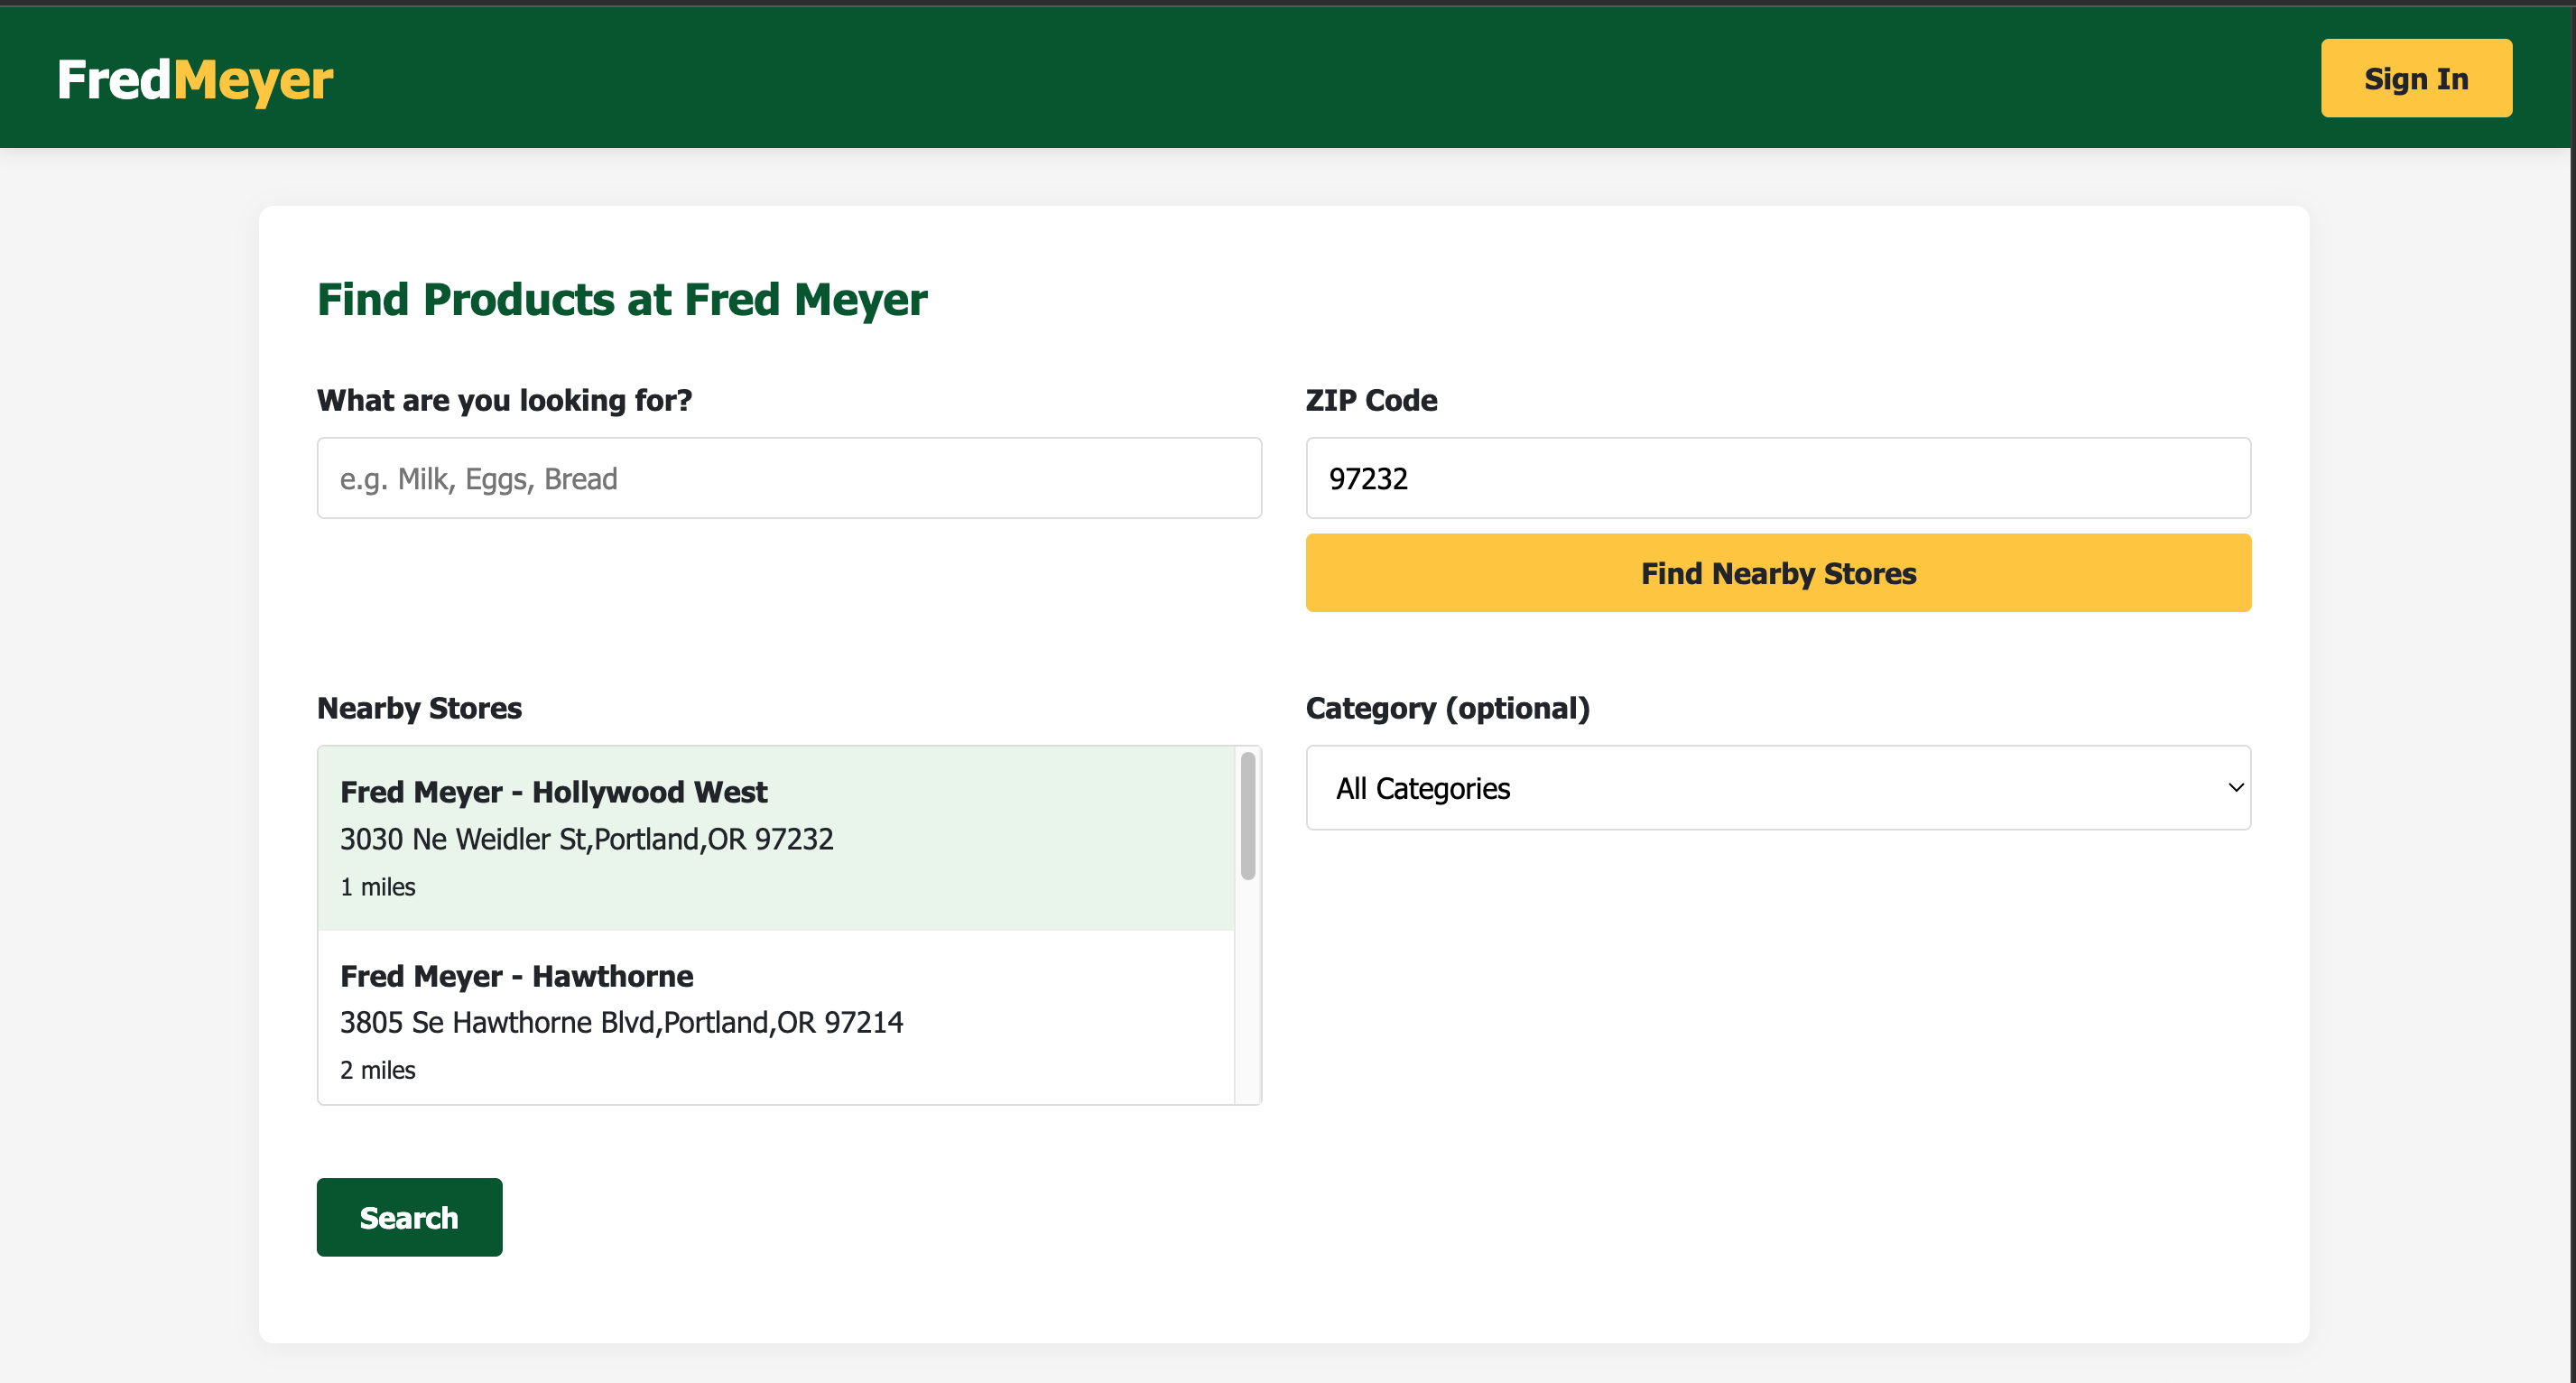 FredMeyer
Sign In
Find Products at Fred Meyer
What are you looking for?
e.g. Milk, Eggs, Bread
ZIP Code
97232
Find Nearby Stores
Nearby Stores
Fred Meyer - Hollywood West
3030 Ne Weidler St,Portland,OR 97232
1 miles
Fred Meyer - Hawthorne
3805 Se Hawthorne Blvd,Portland,OR 97214
2 miles
Category (optional)
All Categories
Search